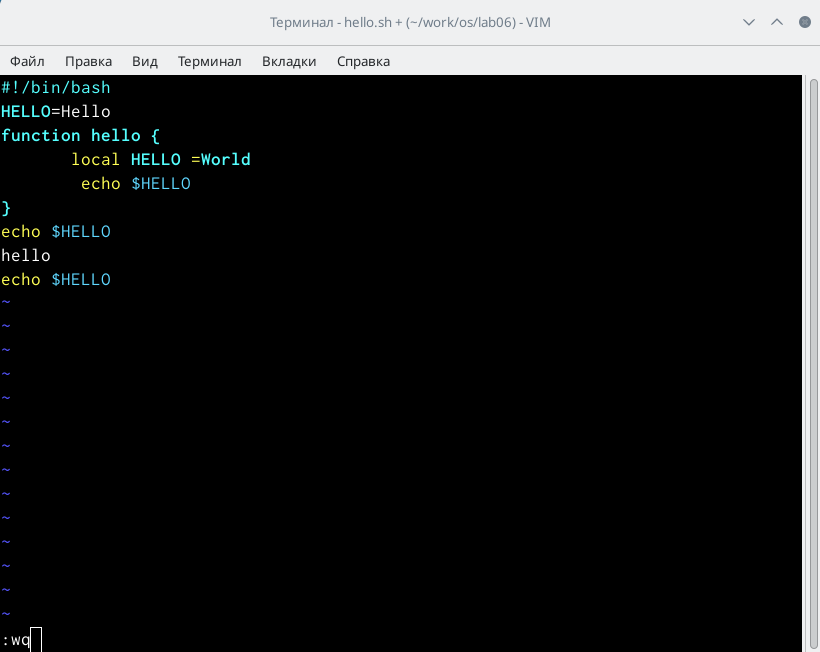 Терминал - hello.sh + (~/work/os/lab06) - VIM
Файл Правка Вид Терминал Вкладки Справка
#!/bin/bash
HELLO=Hello
function hello {
       local HELLO =World
        echo $HELLO
}
echo $HELLO
hello
echo $HELLO
~
~
~
~
~
~
~
~
~
~
~
~
~
~
:wq